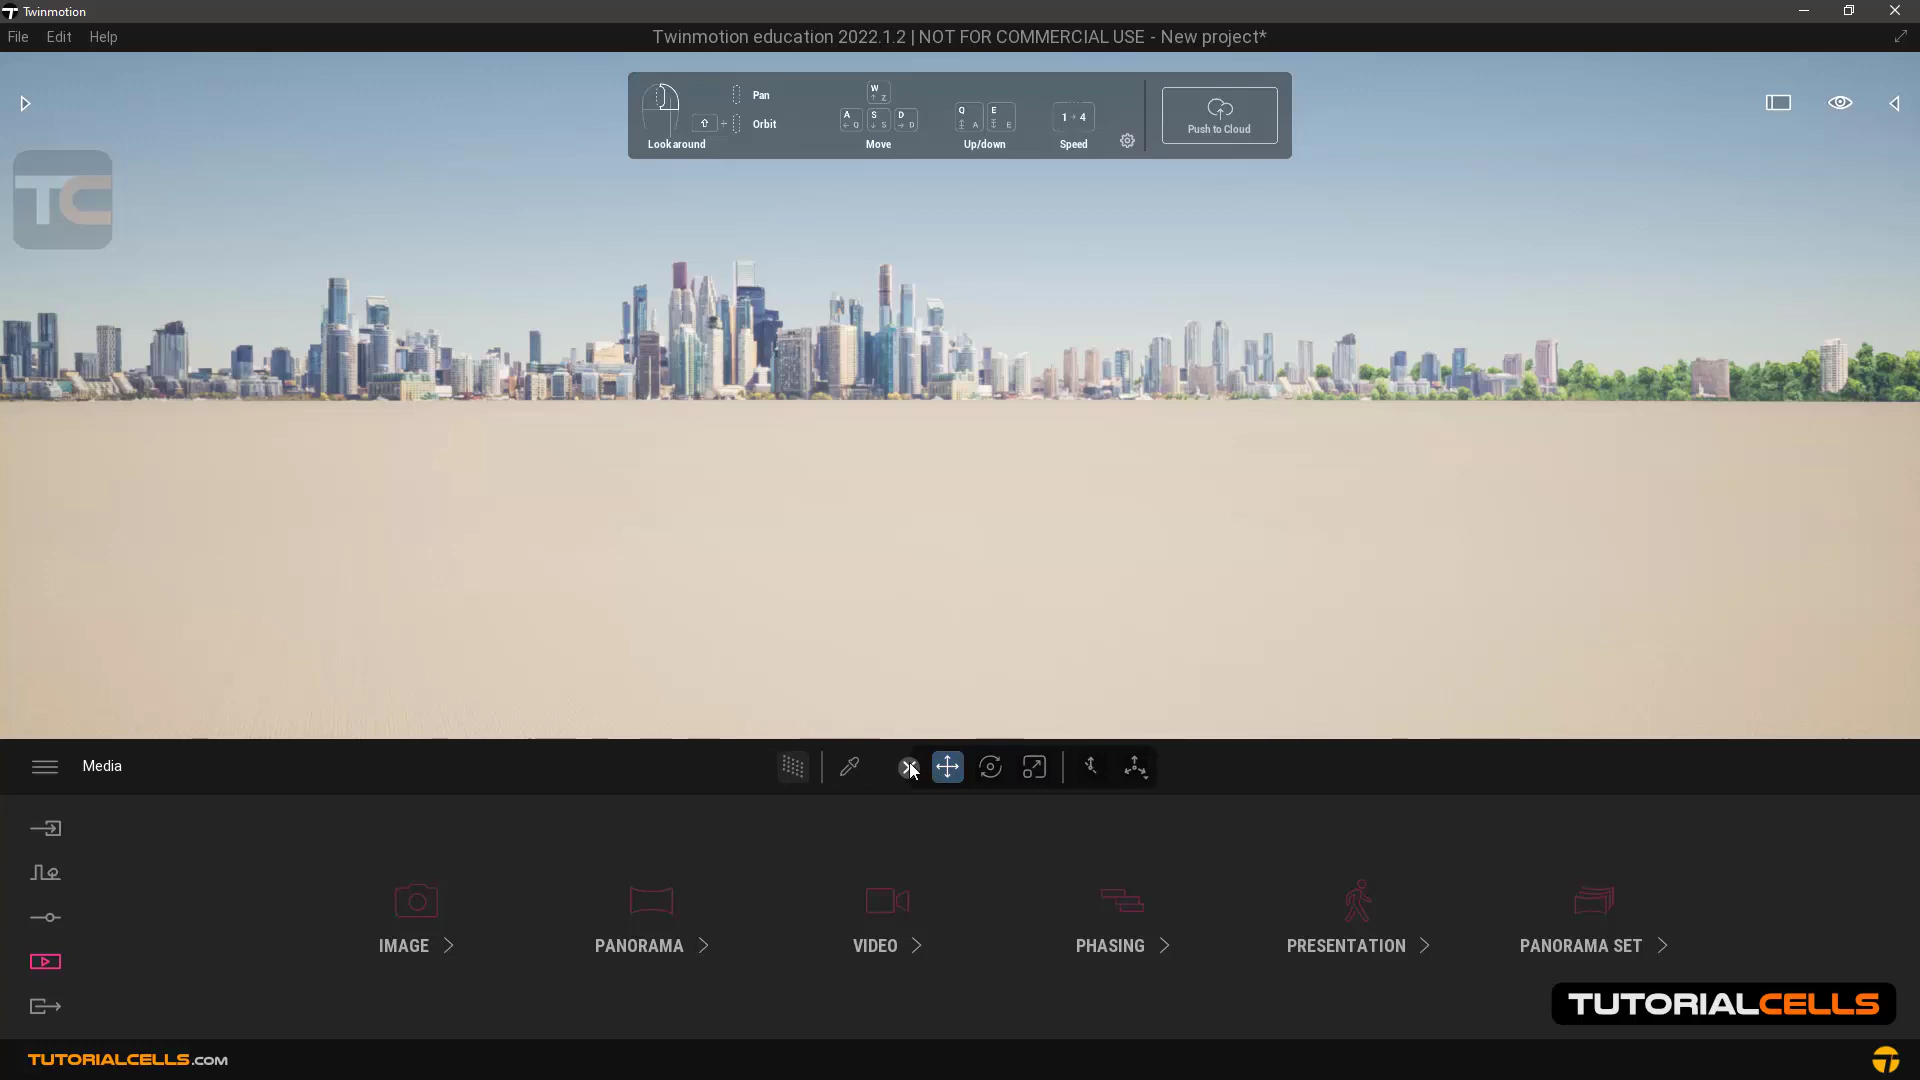 Twinmotion
File Edit Help
Twinmotion education 2022.1.2 | NOT FOR COMMERCIAL USE - New project*
Pan
Orbit
Look around
W
↑ Z
A
← Q
S
↓ S
D
→ D
Move
Q
A
E
E
Up/down
1 → 4
Speed
Push to Cloud
TC
Media
IMAGE
PANORAMA
VIDEO
PHASING
PRESENTATION
PANORAMA SET
TUTORIALCELLS
TUTORIALCELLS.COM